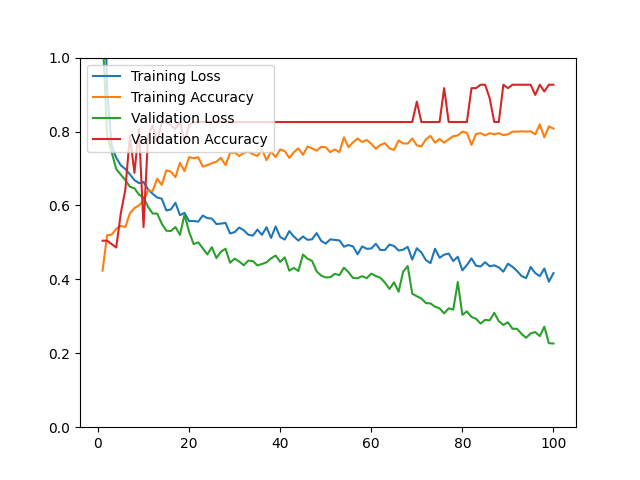 1.0
0.8
0.6
0.4
0.2
0.0
Training Loss
Training Accuracy
Validation Loss
Validation Accuracy
0 20 40 60 80 100